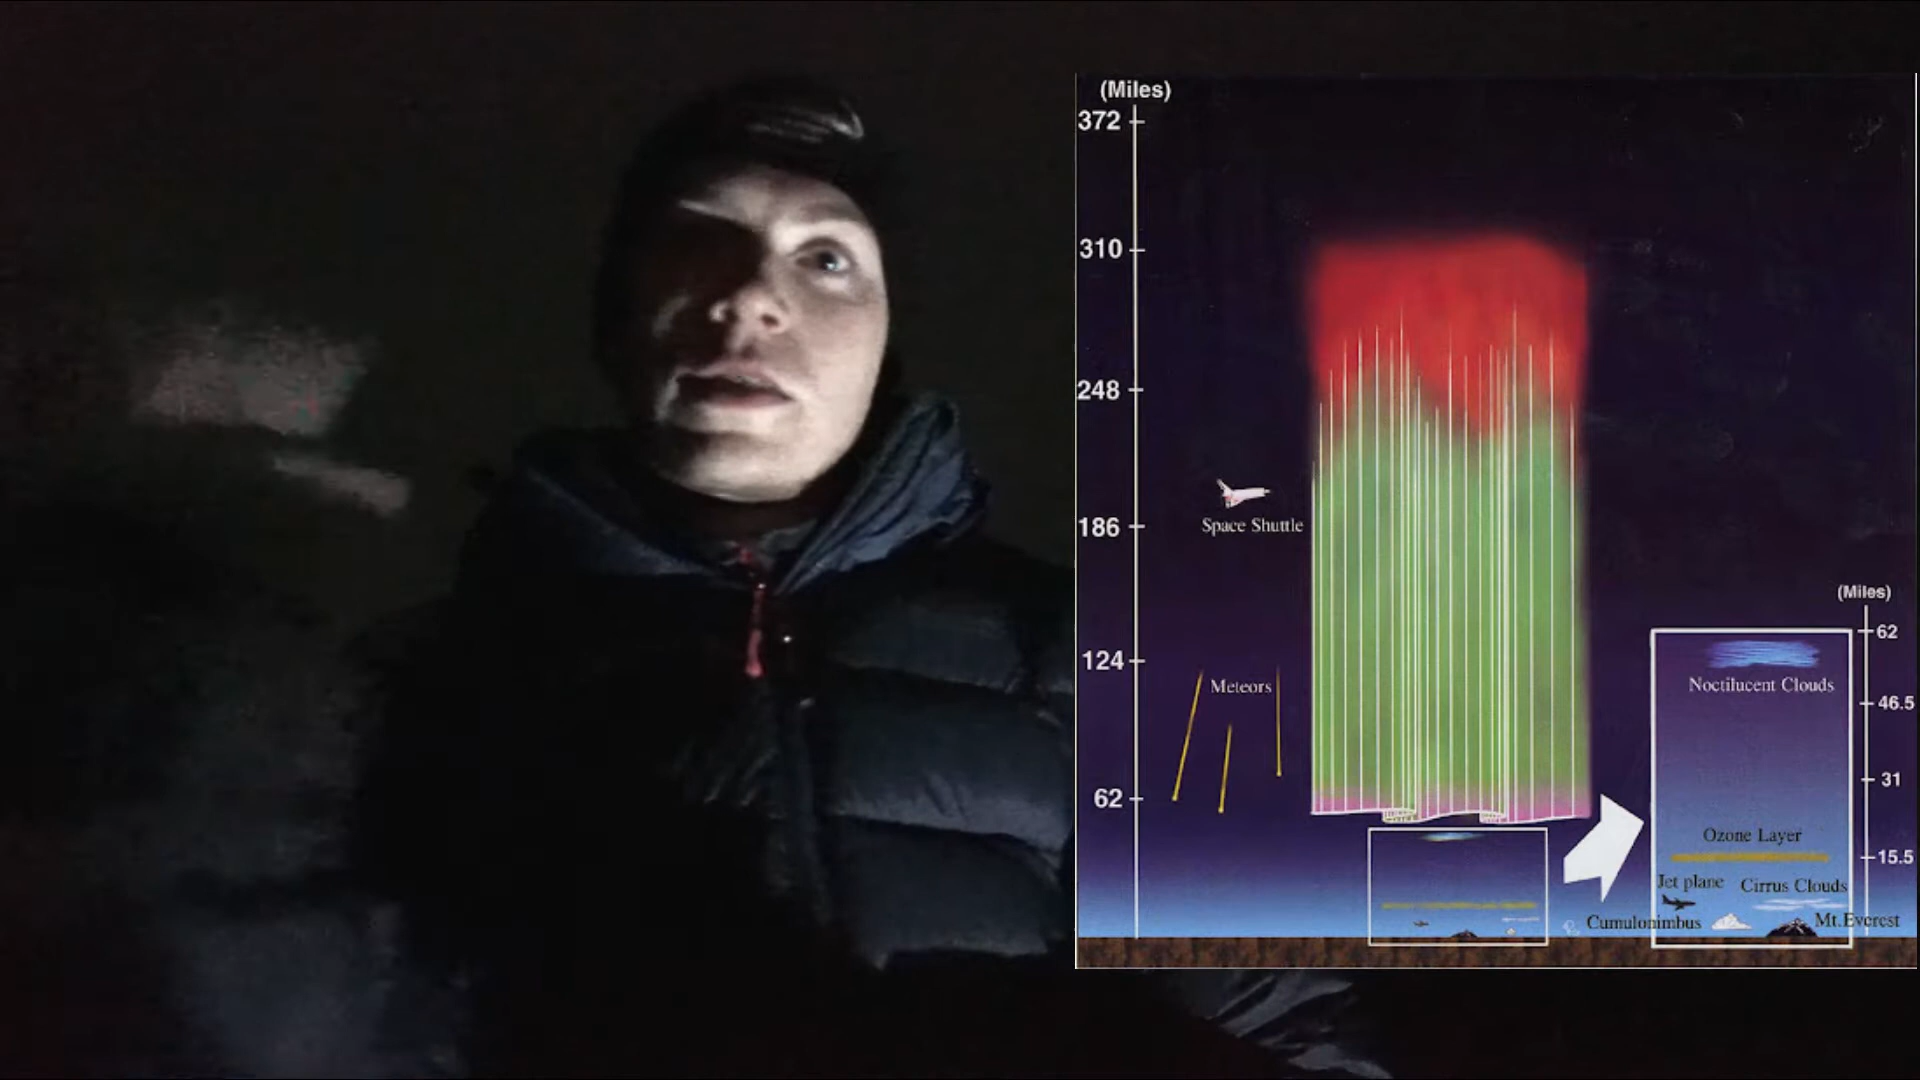 (Miles)
372
310
248
186
124
62
Space Shuttle
Meteors
(Miles)
62
46.5
31
15.5
Noctilucent Clouds
Ozone Layer
Jet plane
Cirrus Clouds
Cumulonimbus
Mt.Everest